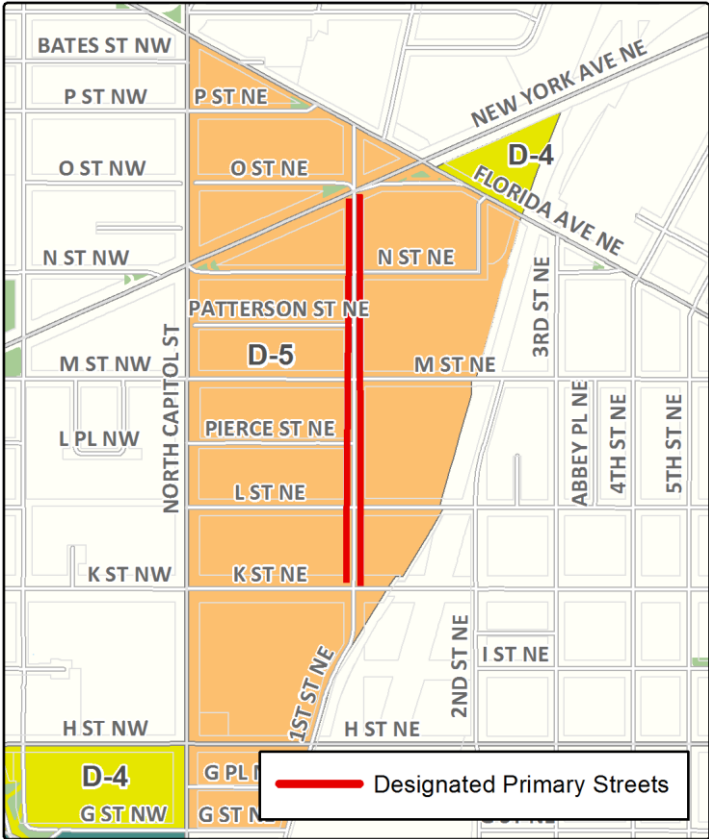 BATES ST NW
P ST NW
P ST NE
NEW YORK AVE NE
O ST NW
O ST NE
D-4
FLORIDA AVE NE
N ST NW
N ST NE
3RD ST NE
PATTERSON ST NE
NORTH CAPITOL ST
M ST NW
D-5
M ST NE
L PL NW
PIERCE ST NE
ABBEY PL NE
4TH ST NE
5TH ST NE
L ST NE
K ST NW
K ST NE
1ST ST NE
2ND ST NE
I ST NE
H ST NW
H ST NE
D-4
G PL
G ST NW
G ST NE
Designated Primary Streets